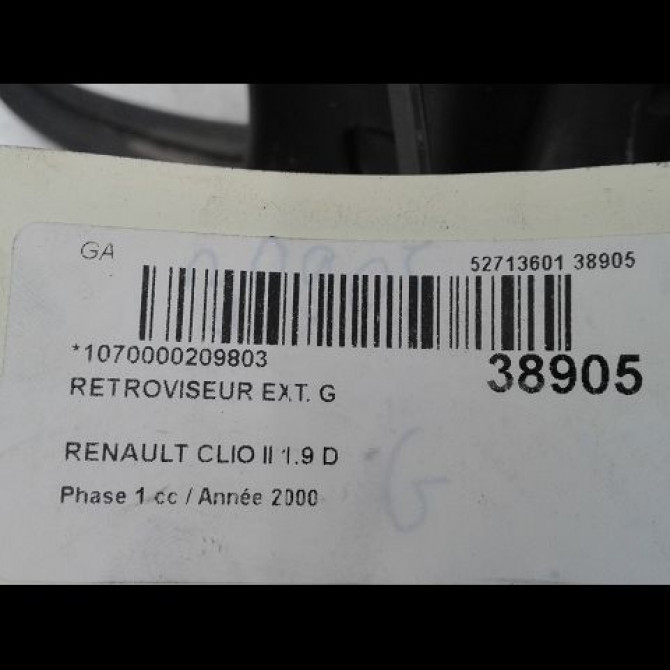 GA
52713601 38905
*1070000209803
38905
RETROVISEUR EXT. G
RENAULT CLIO II 1.9 D
Phase 1 cc / Année 2000
G